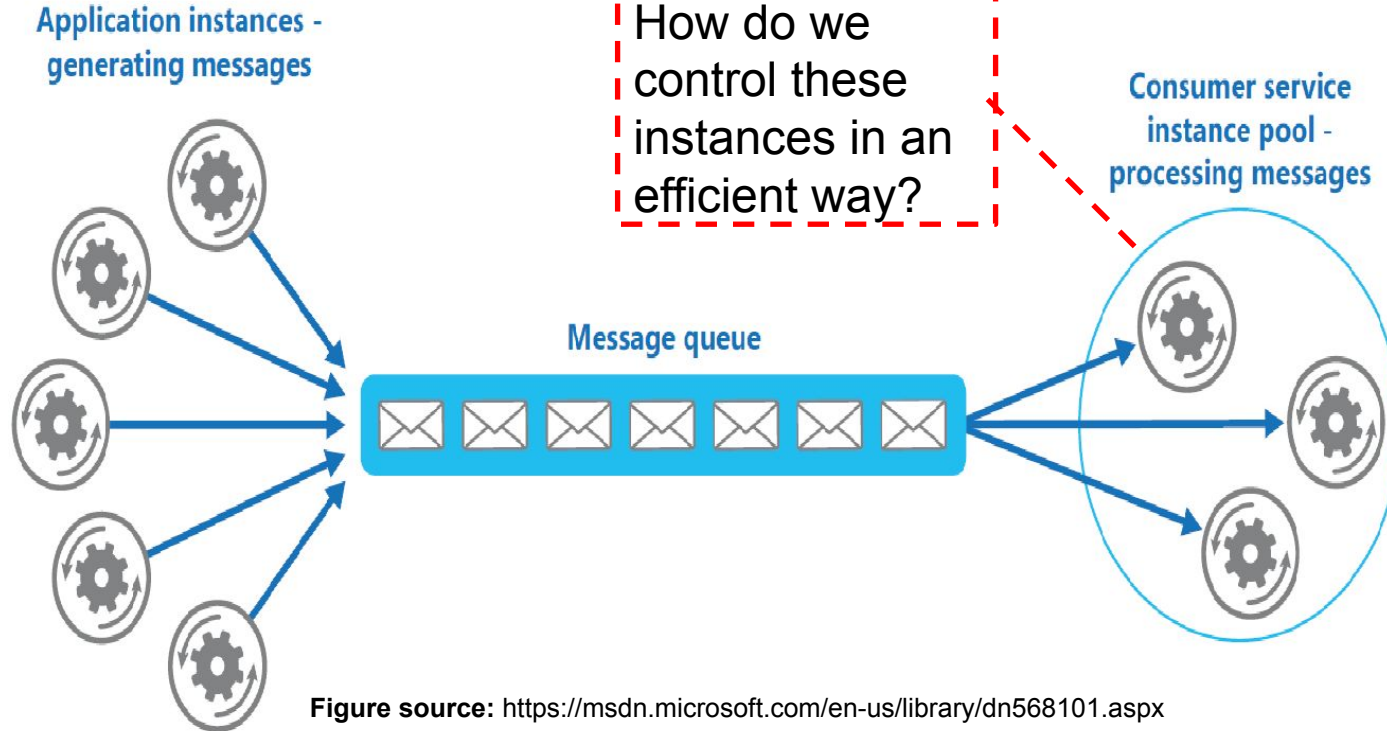 Application instances -
generating messages
How do we
control these
instances in an
efficient way?
Consumer service
instance pool -
processing messages
Message queue
Figure source: https://msdn.microsoft.com/en-us/library/dn568101.aspx